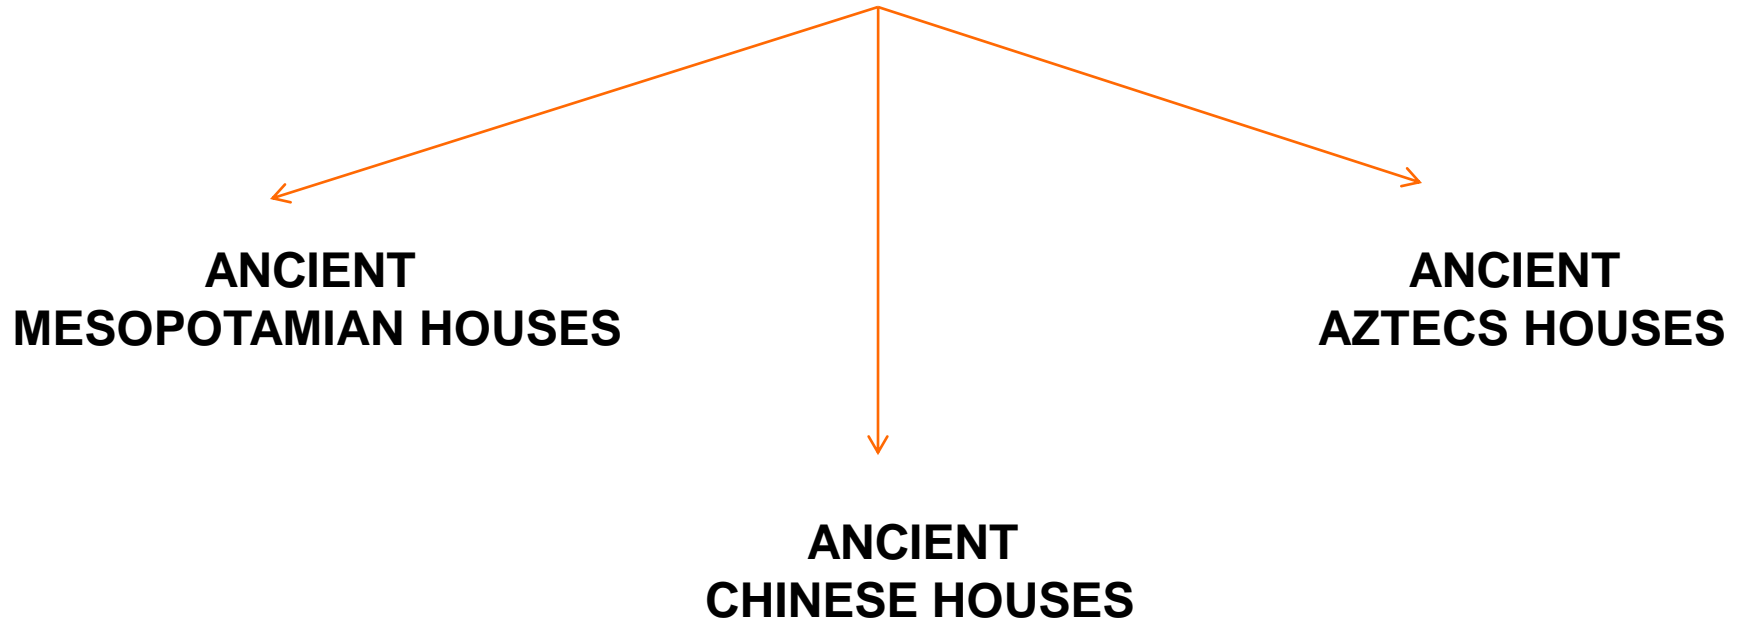 ANCIENT
MESOPOTAMIAN HOUSES
ANCIENT
AZTECS HOUSES
ANCIENT
CHINESE HOUSES